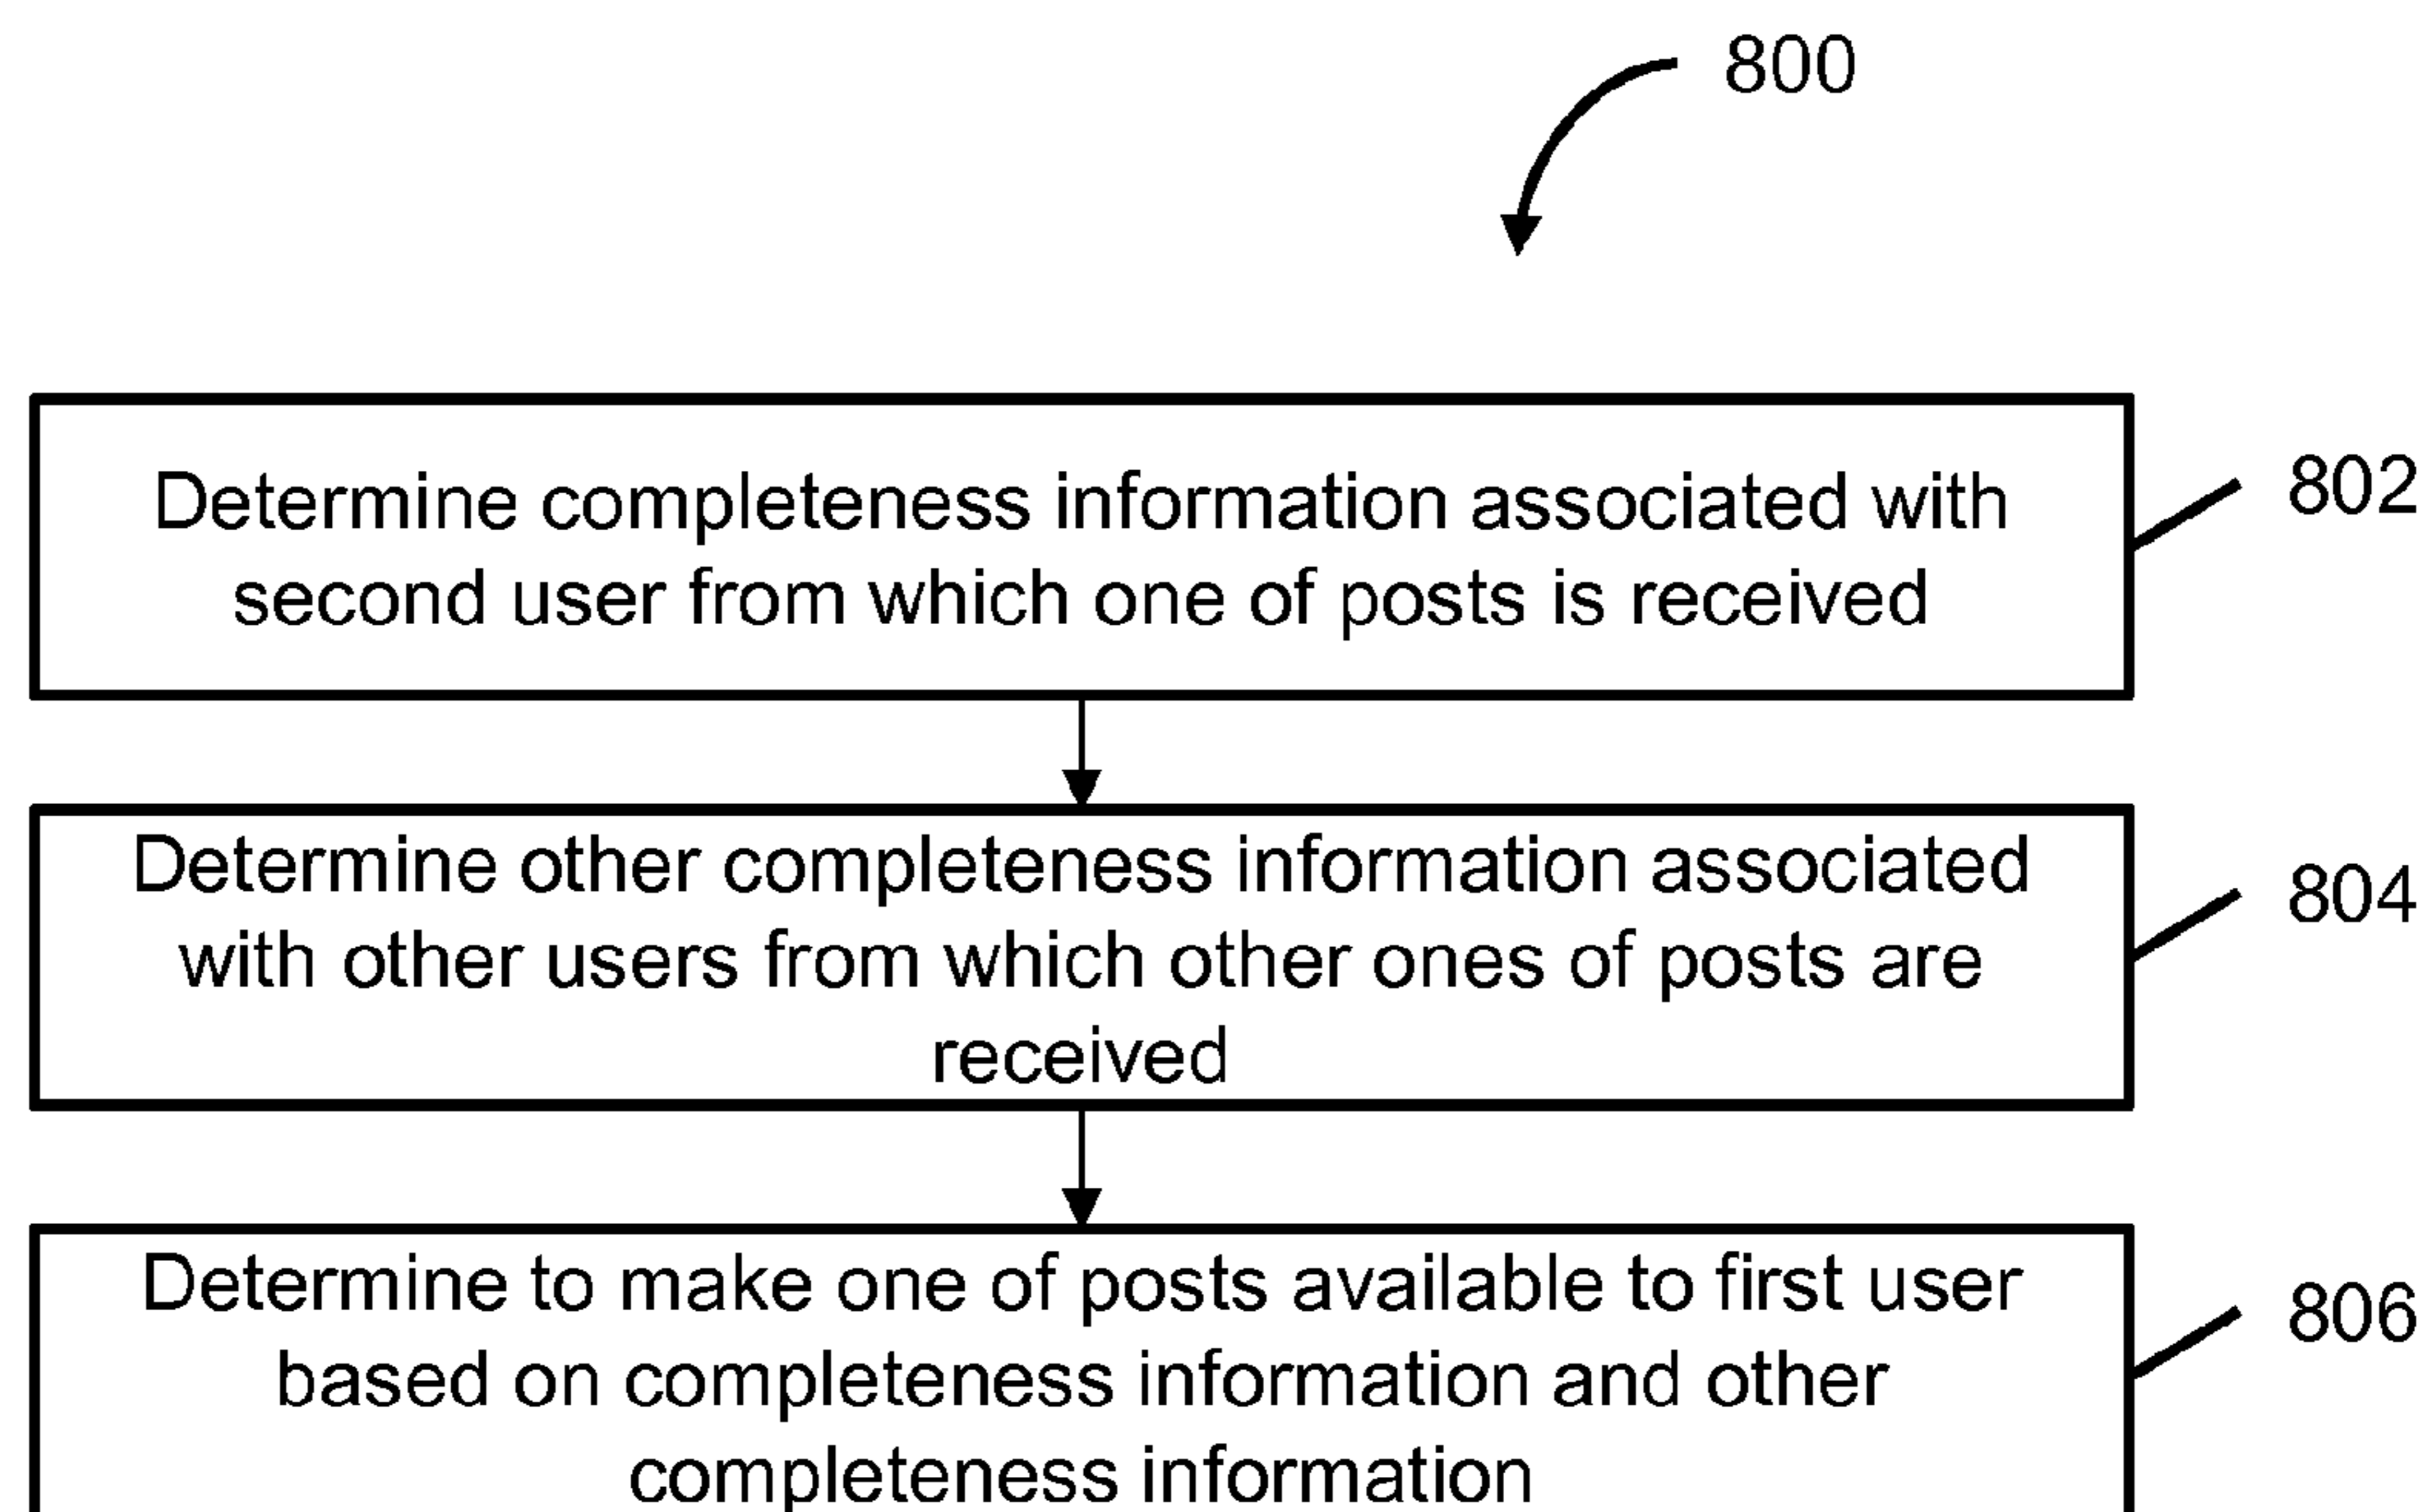 800
Determine completeness information associated with
second user from which one of posts is received
802
Determine other completeness information associated
with other users from which other ones of posts are
received
804
Determine to make one of posts available to first user
based on completeness information and other
completeness information
806